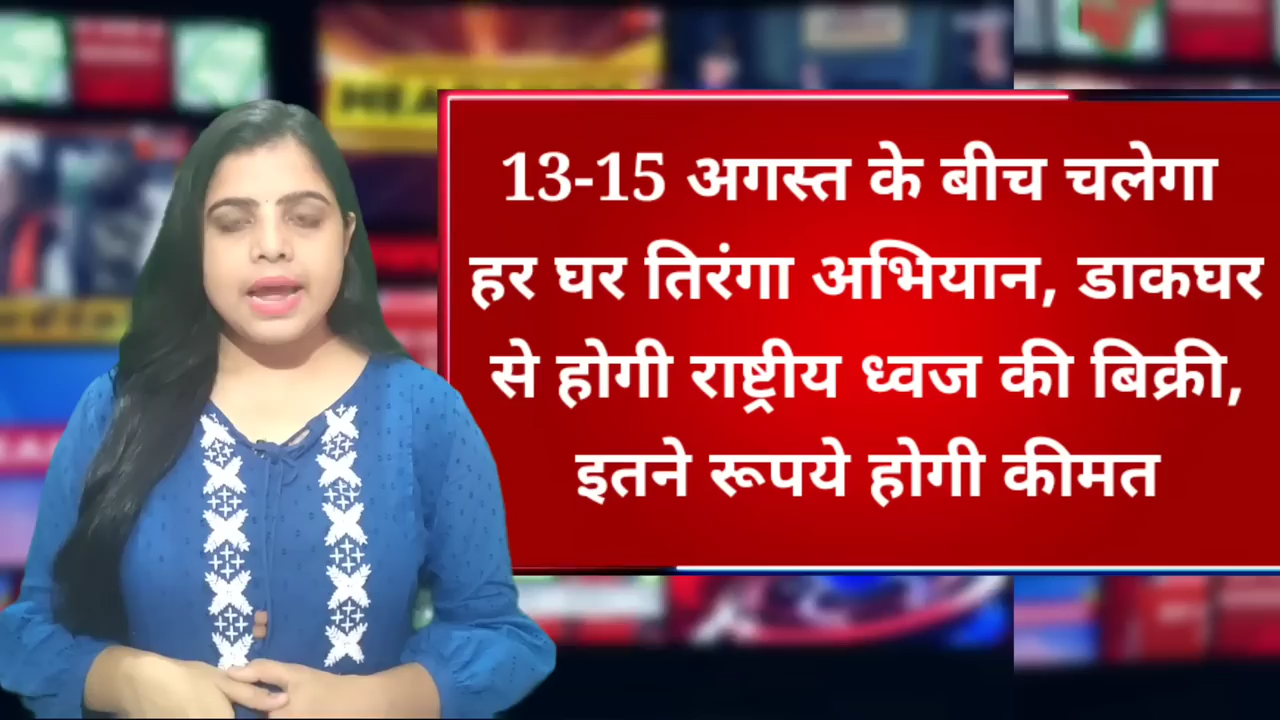 13-15 अगस्त के बीच चलेगा
हर घर तिरंगा अभियान, डाकघर
से होगी राष्ट्रीय ध्वज की बिक्री,
इतने रूपये होगी कीमत